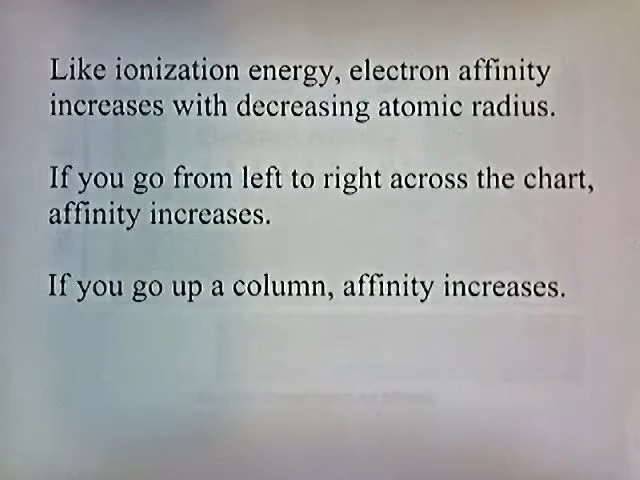 Like ionization energy, electron affinity
increases with decreasing atomic radius.
If you go from left to right across the chart,
affinity increases.
If you go up a column, affinity increases.